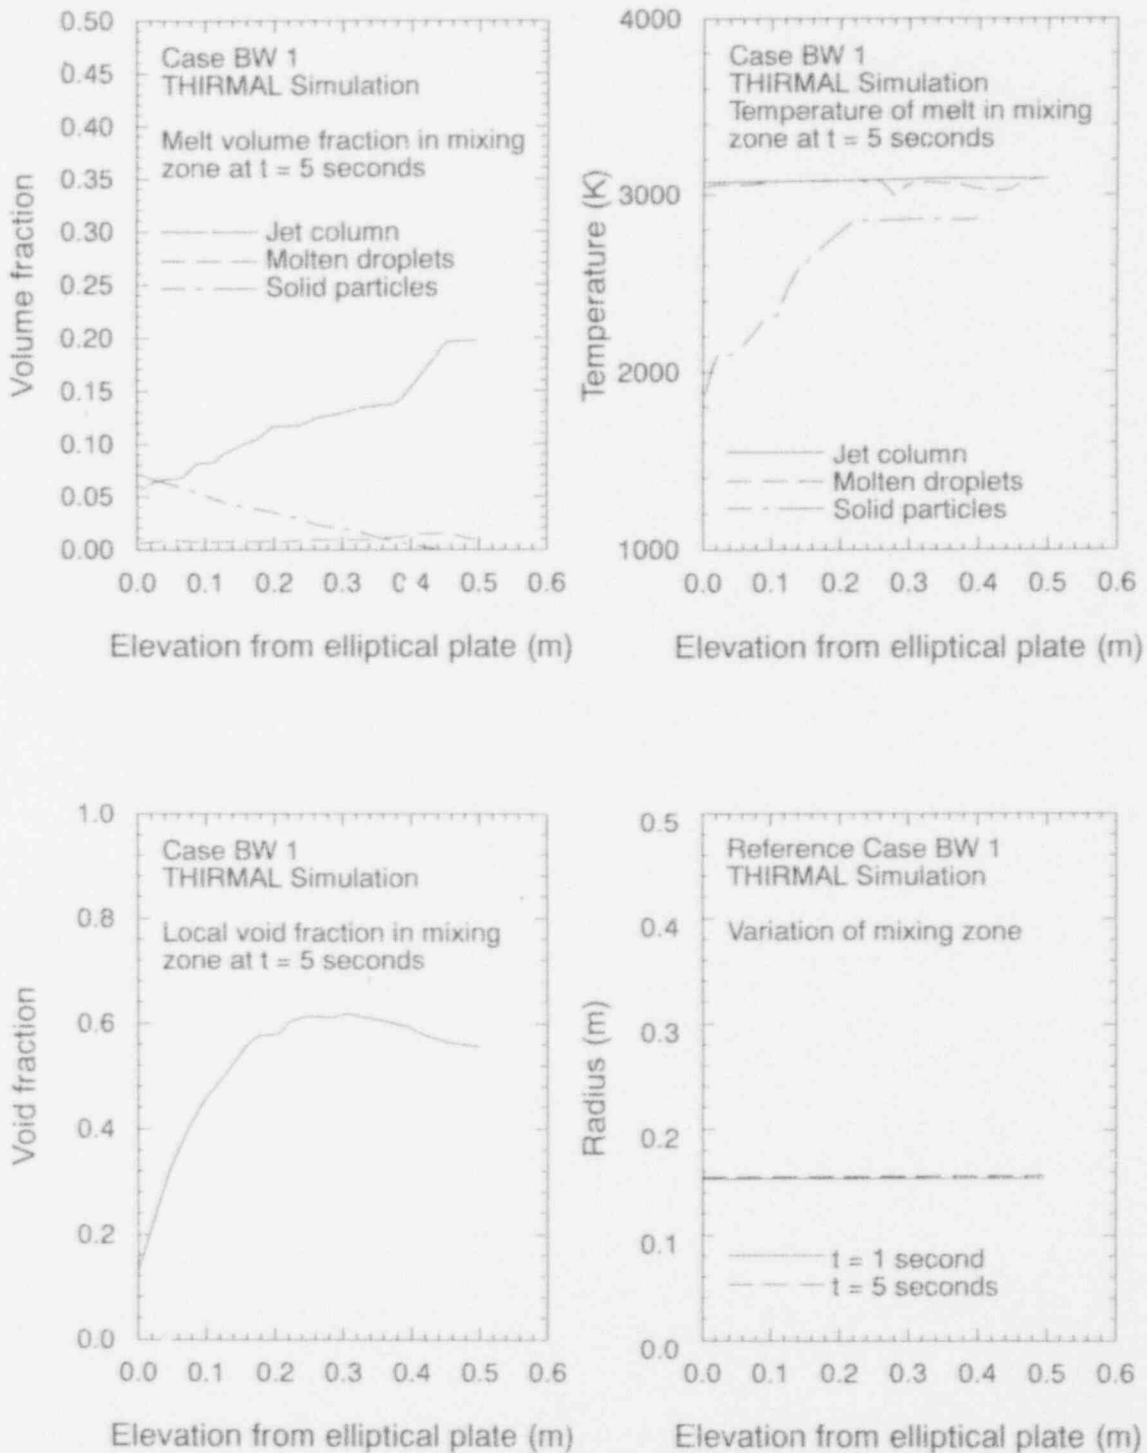 0.50
0.45
0.40
0.35
0.30
0.25
0.20
0.15
0.10
0.05
0.00
Volume fraction
Case BW 1
THIRMAL Simulation
Melt volume fraction in mixing
zone at t = 5 seconds
Jet column
Molten droplets
Solid particles
0.0 0.1 0.2 0.3 0.4 0.5 0.6
Elevation from elliptical plate (m)
4000
3000
2000
1000
Temperature (K)
Case BW 1
THIRMAL Simulation
Temperature of melt in mixing
zone at t = 5 seconds
Jet column
Molten droplets
Solid particles
0.0 0.1 0.2 0.3 0.4 0.5 0.6
Elevation from elliptical plate (m)
1.0
0.8
0.6
0.4
0.2
0.0
Void fraction
Case BW 1
THIRMAL Simulation
Local void fraction in mixing
zone at t = 5 seconds
0.0 0.1 0.2 0.3 0.4 0.5 0.6
Elevation from elliptical plate (m)
0.5
0.4
0.3
0.2
0.1
0.0
Radius (m)
Reference Case BW 1
THIRMAL Simulation
Variation of mixing zone
t = 1 second
t = 5 seconds
0.0 0.1 0.2 0.3 0.4 0.5 0.6
Elevation from elliptical plate (m)